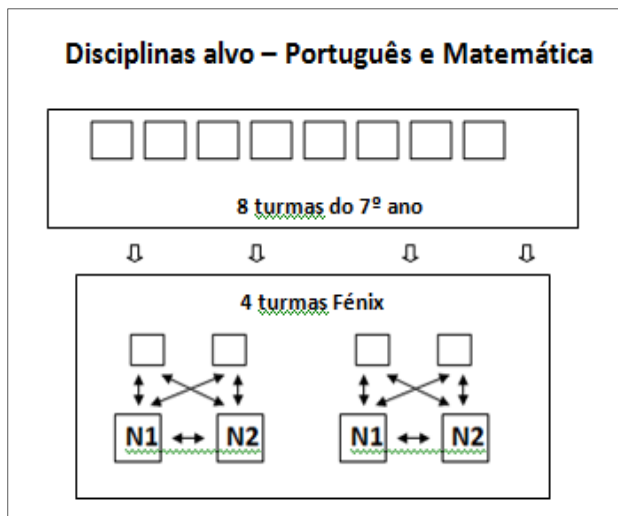 Disciplinas alvo – Português e Matemática
8 turmas do 7º ano
4 turmas Fénix
N1 N2 N1 N2